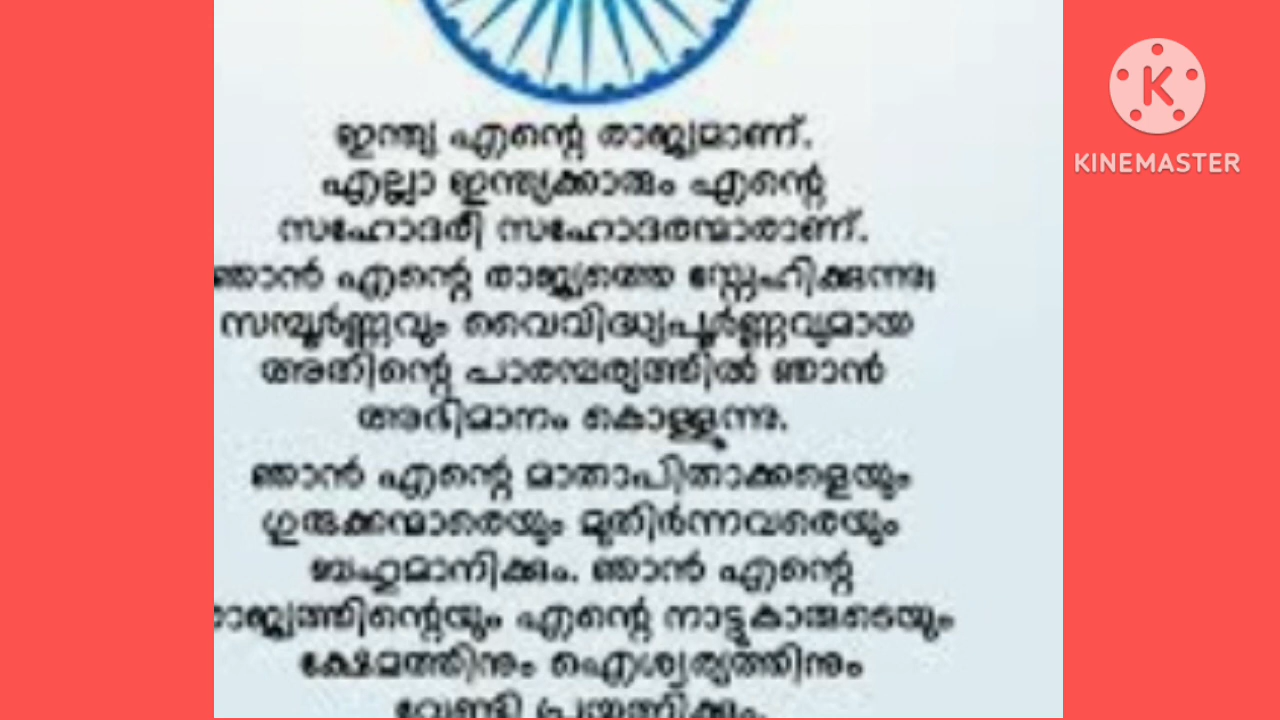 ഇന്ത്യ എന്റെ രാജ്യമാണ്.
എല്ലാ ഇന്ത്യക്കാരും എന്റെ
സഹോദരീ സഹോദരന്മാരാണ്.
ഞാൻ എന്റെ രാജ്യത്തെ സ്നേഹിക്കുന്നു;
സമ്പൂർണ്ണവും വൈവിദ്ധ്യപൂർണ്ണവുമായ
അതിന്റെ പാരമ്പര്യത്തിൽ ഞാൻ
അഭിമാനം കൊള്ളുന്നു.
ഞാൻ എന്റെ മാതാപിതാക്കളെയും
ഗുരുക്കന്മാരെയും മുതിർന്നവരെയും
ബഹുമാനിക്കും. ഞാൻ എന്റെ
രാജ്യത്തിന്റെയും എന്റെ നാട്ടുകാരുടെയും
ക്ഷേമത്തിനും ഐശ്വര്യത്തിനും
വേണ്ടി പ്രയത്നിക്കും.
KINEMASTER